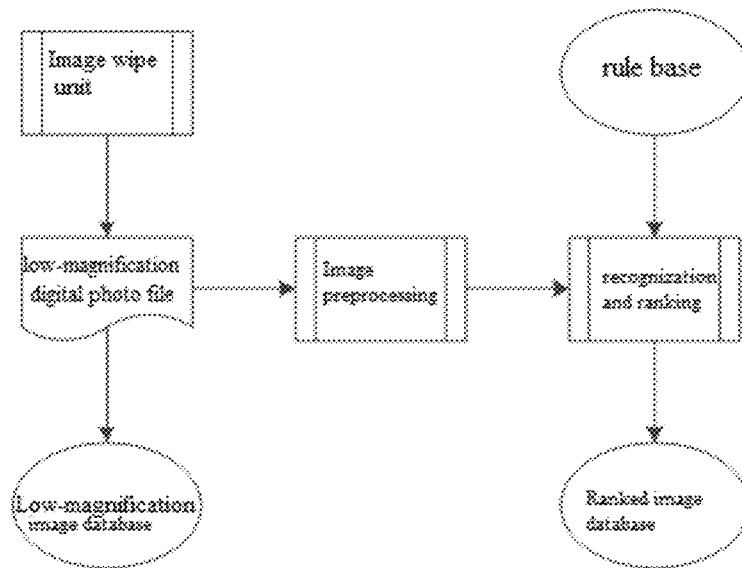 Image wipe
unit
rule base
low-magnification
digital photo file
Image
preprocessing
recognization
and ranking
Low-magnification
image database
Ranked image
database